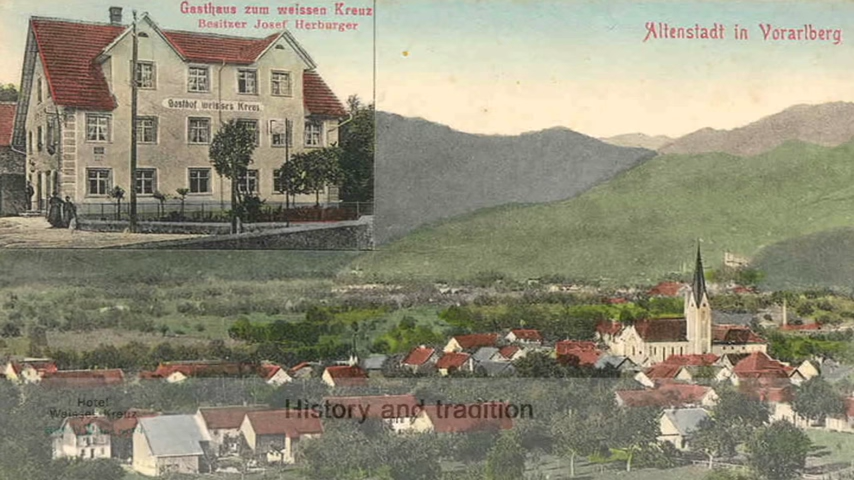 Gasthaus zum weissen Kreuz
Besitzer Josef Herburger
Altenstadt in Vorarlberg
Gasthof weisses Kreuz
Hotel
Weisses Kreuz
History and tradition